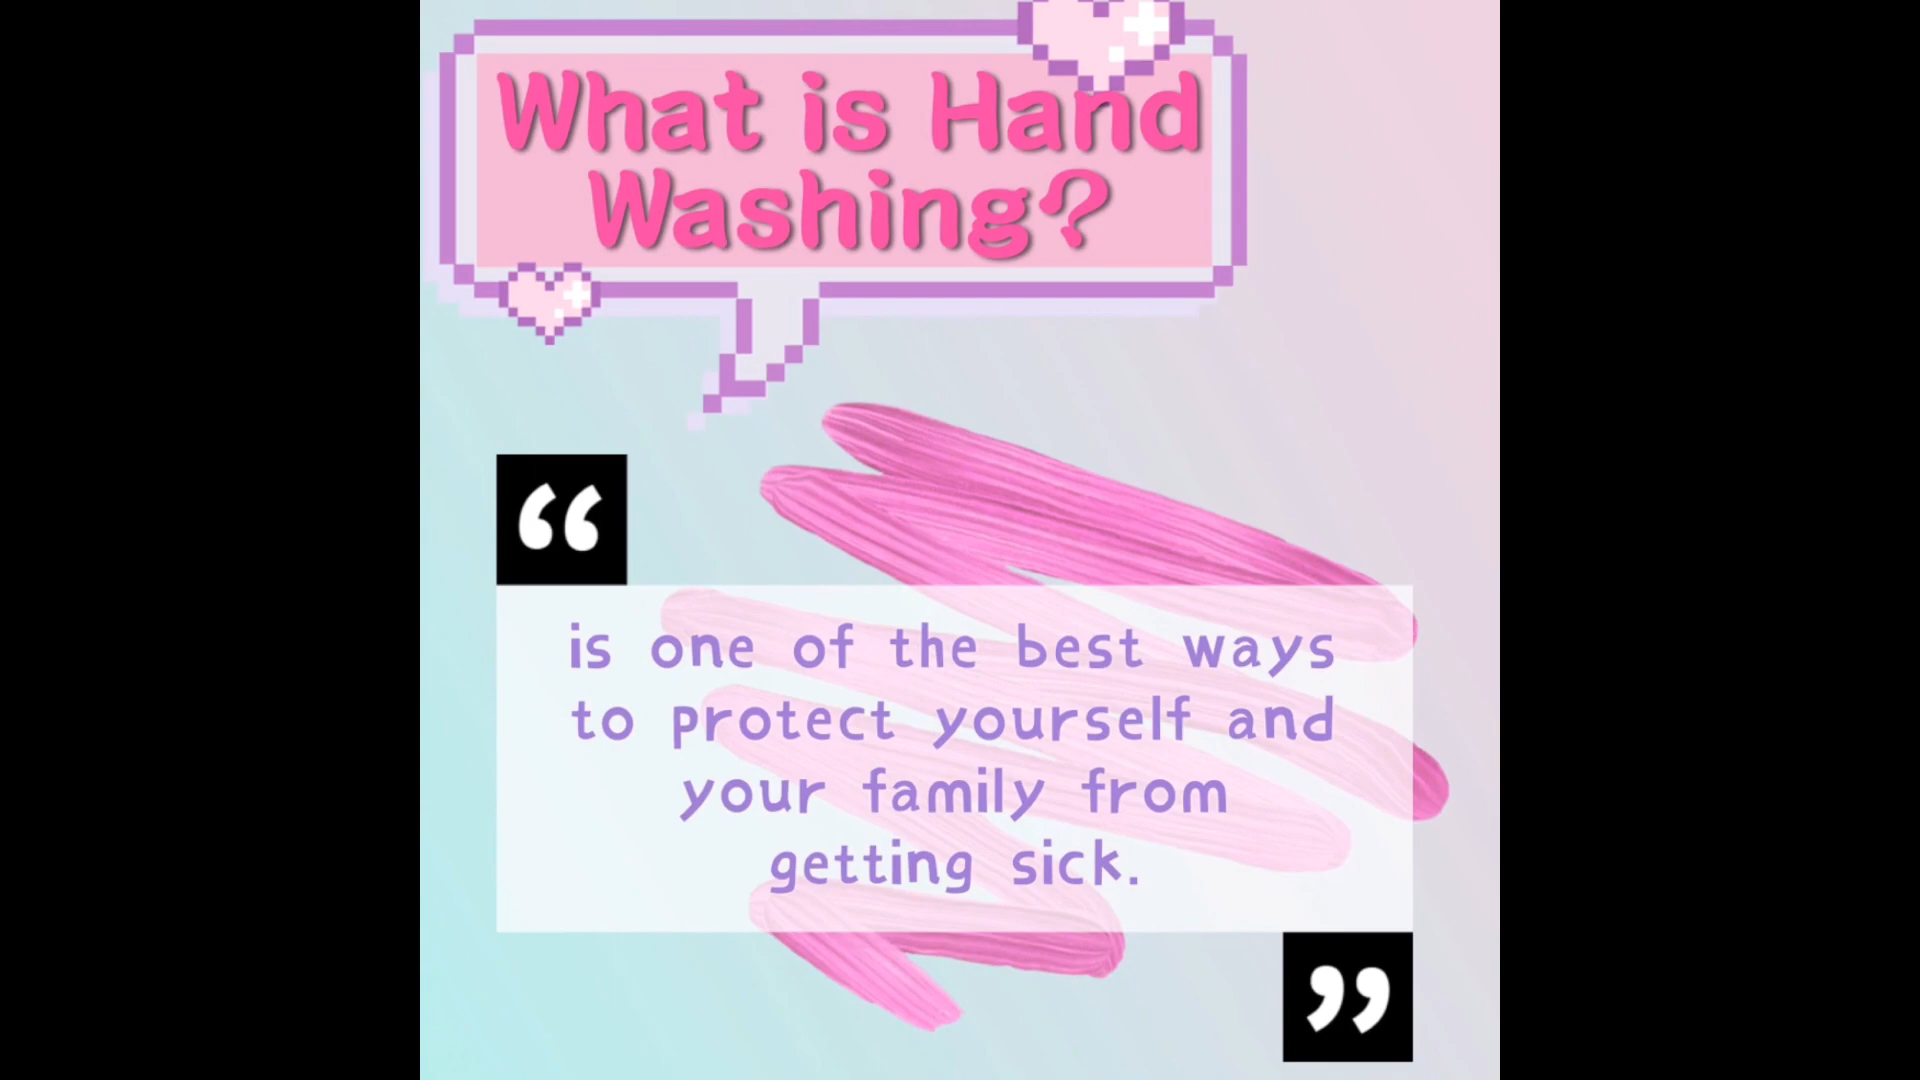 What is Hand
Washing?
“
is one of the best ways
to protect yourself and
your family from
getting sick.
”